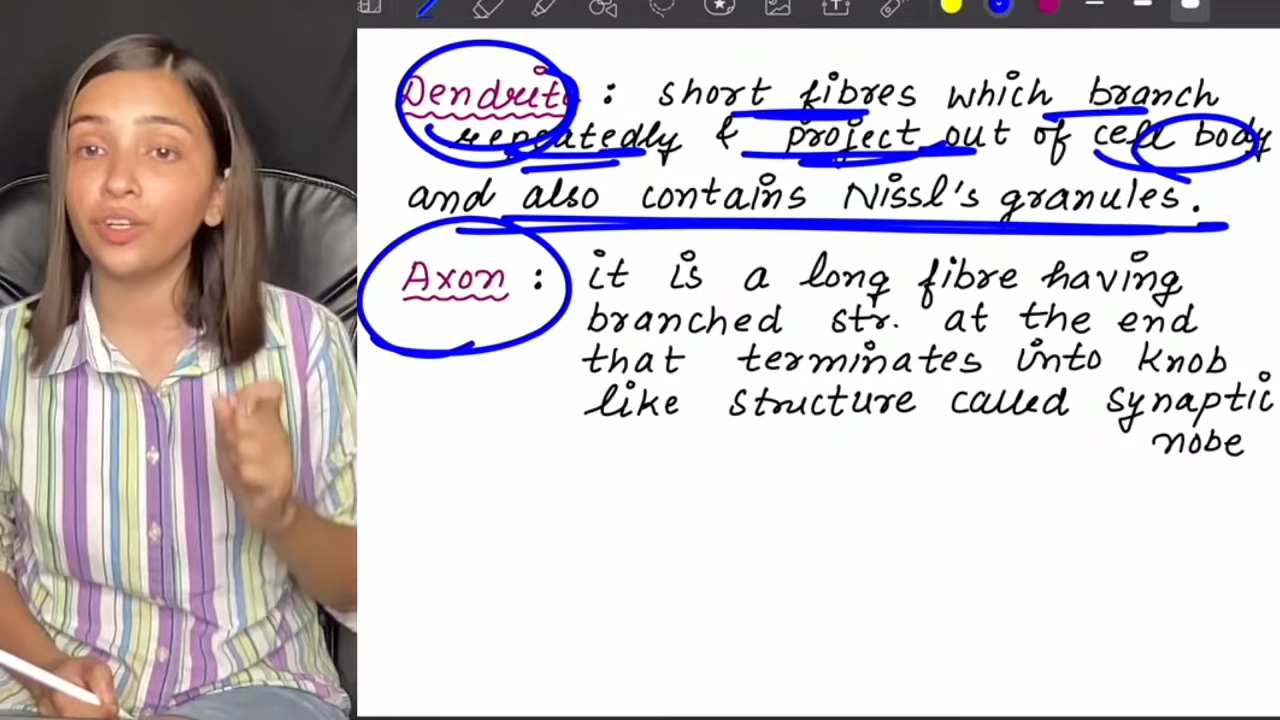 Dendrite : short fibres which branch
repeatedly & project out of cell body
and also contains Nissl's granules.
Axon : it is a long fibre having
branched str. at the end
that terminates into knob
like structure called synaptic
nobe